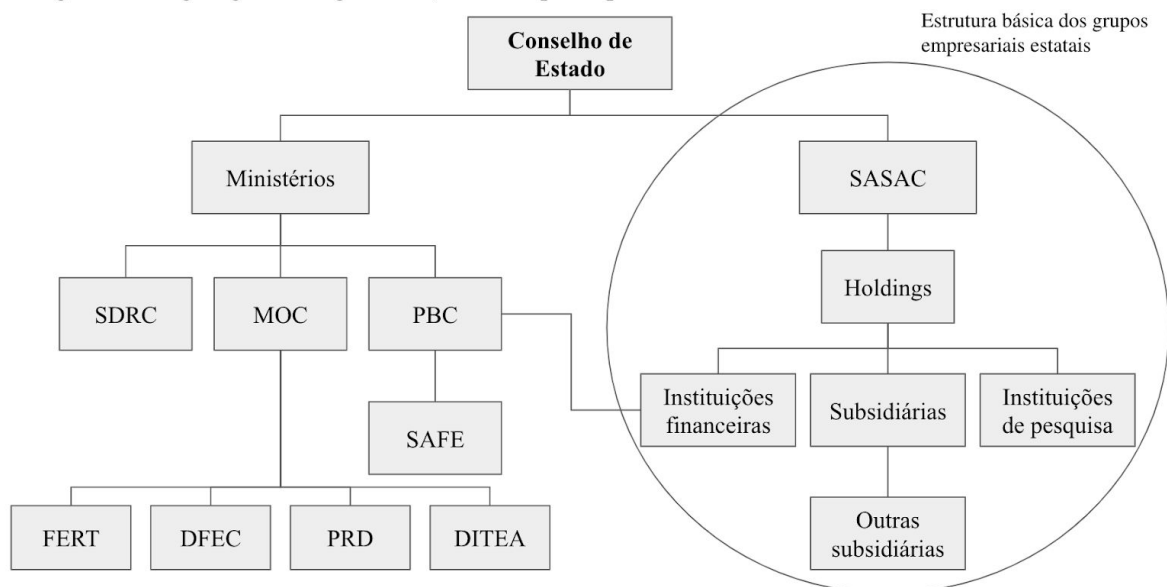 Estrutura básica dos grupos
empresariais estatais
Conselho de
Estado
Ministérios
SASAC
Holdings
SDRC
MOC
PBC
Instituições
financeiras
Subsidiárias
Instituições
de pesquisa
SAFE
Outras
subsidiárias
FERT
DFEC
PRD
DITEA